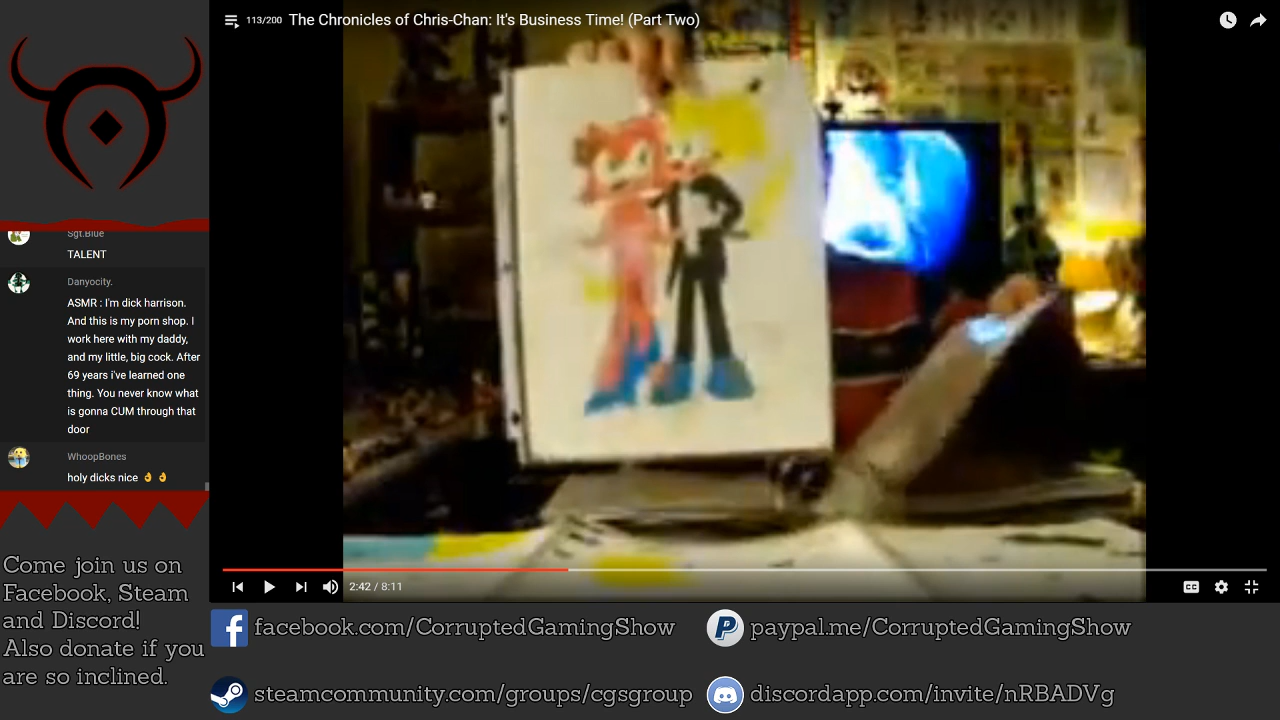 113/200 The Chronicles of Chris-Chan: It's Business Time! (Part Two)
Sgt.Blue
TALENT
Danyocity.
ASMR : I'm dick harrison.
And this is my porn shop. I
work here with my daddy,
and my little, big cock. After
69 years i've learned one
thing. You never know what
is gonna CUM through that
door
WhoopBones
holy dicks nice 👌 👌
2:42 / 8:11
CC
Come join us on
Facebook, Steam
and Discord!
Also donate if you
are so inclined.
facebook.com/CorruptedGamingShow
paypal.me/CorruptedGamingShow
steamcommunity.com/groups/cgsgroup
discordapp.com/invite/nRBADVg